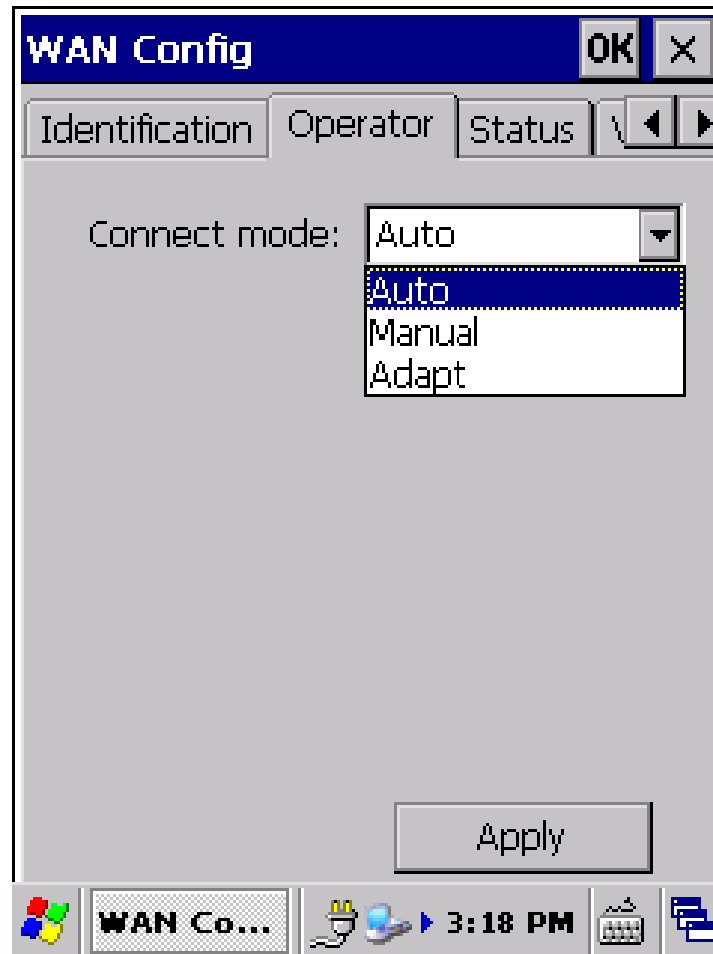 WAN Config OK
Identification Operator Status
Connect mode: Auto
Auto
Manual
Adapt
Apply
WAN Co... 3:18 PM